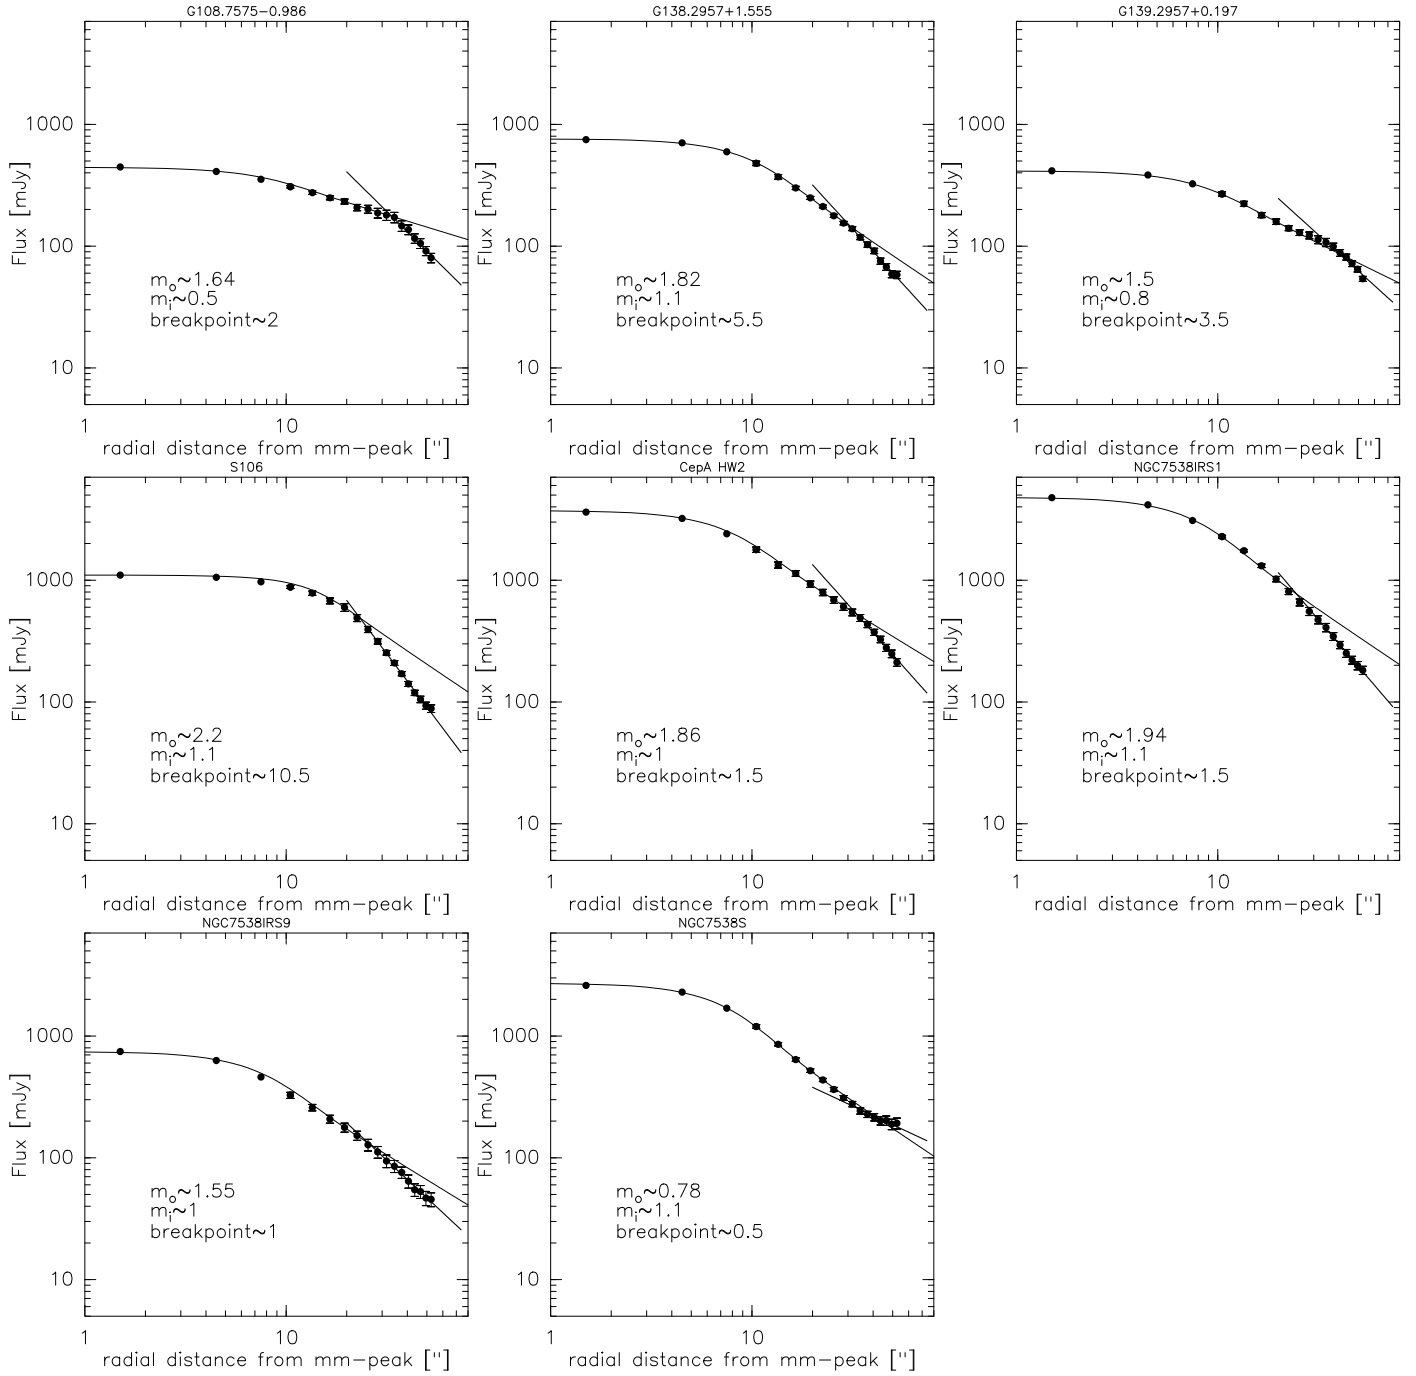 G108.7575−0.986
Flux [mJy]
1000
100
10
m_o~1.64
m_i~0.5
breakpoint~2
1 10
radial distance from mm−peak ["]
G138.2957+1.555
Flux [mJy]
1000
100
10
m_o~1.82
m_i~1.1
breakpoint~5.5
1 10
radial distance from mm−peak ["]
G139.2957+0.197
Flux [mJy]
1000
100
10
m_o~1.5
m_i~0.8
breakpoint~3.5
1 10
radial distance from mm−peak ["]
S106
Flux [mJy]
1000
100
10
m_o~2.2
m_i~1.1
breakpoint~10.5
1 10
radial distance from mm−peak ["]
CepA HW2
Flux [mJy]
1000
100
10
m_o~1.86
m_i~1
breakpoint~1.5
1 10
radial distance from mm−peak ["]
NGC7538IRS1
Flux [mJy]
1000
100
10
m_o~1.94
m_i~1.1
breakpoint~1.5
1 10
radial distance from mm−peak ["]
NGC7538IRS9
Flux [mJy]
1000
100
10
m_o~1.55
m_i~1
breakpoint~1
1 10
radial distance from mm−peak ["]
NGC7538S
Flux [mJy]
1000
100
10
m_o~0.78
m_i~1.1
breakpoint~0.5
1 10
radial distance from mm−peak ["]